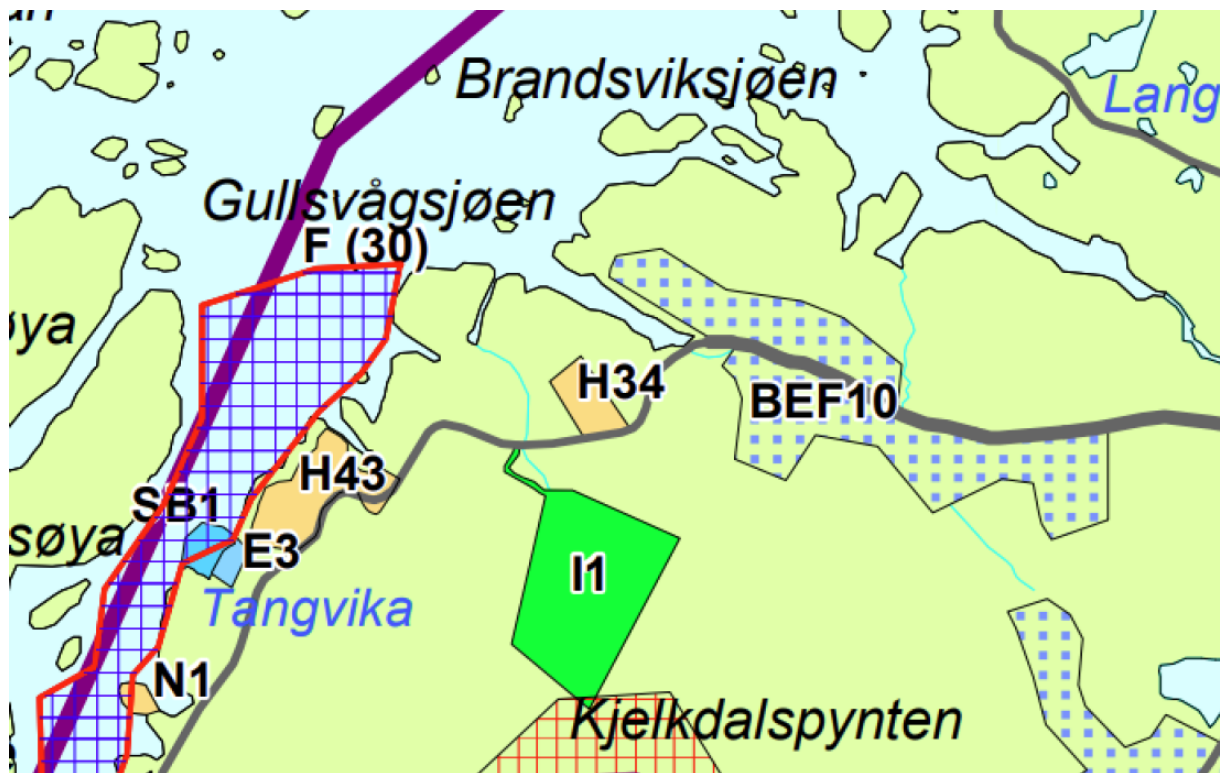 Brandsviksjøen
Lang
Gullsvågsjøen
F (30)
øya
H34
BEF10
H43
SB1
søya
E3
I1
Tangvika
N1
Kjelkdalspynten